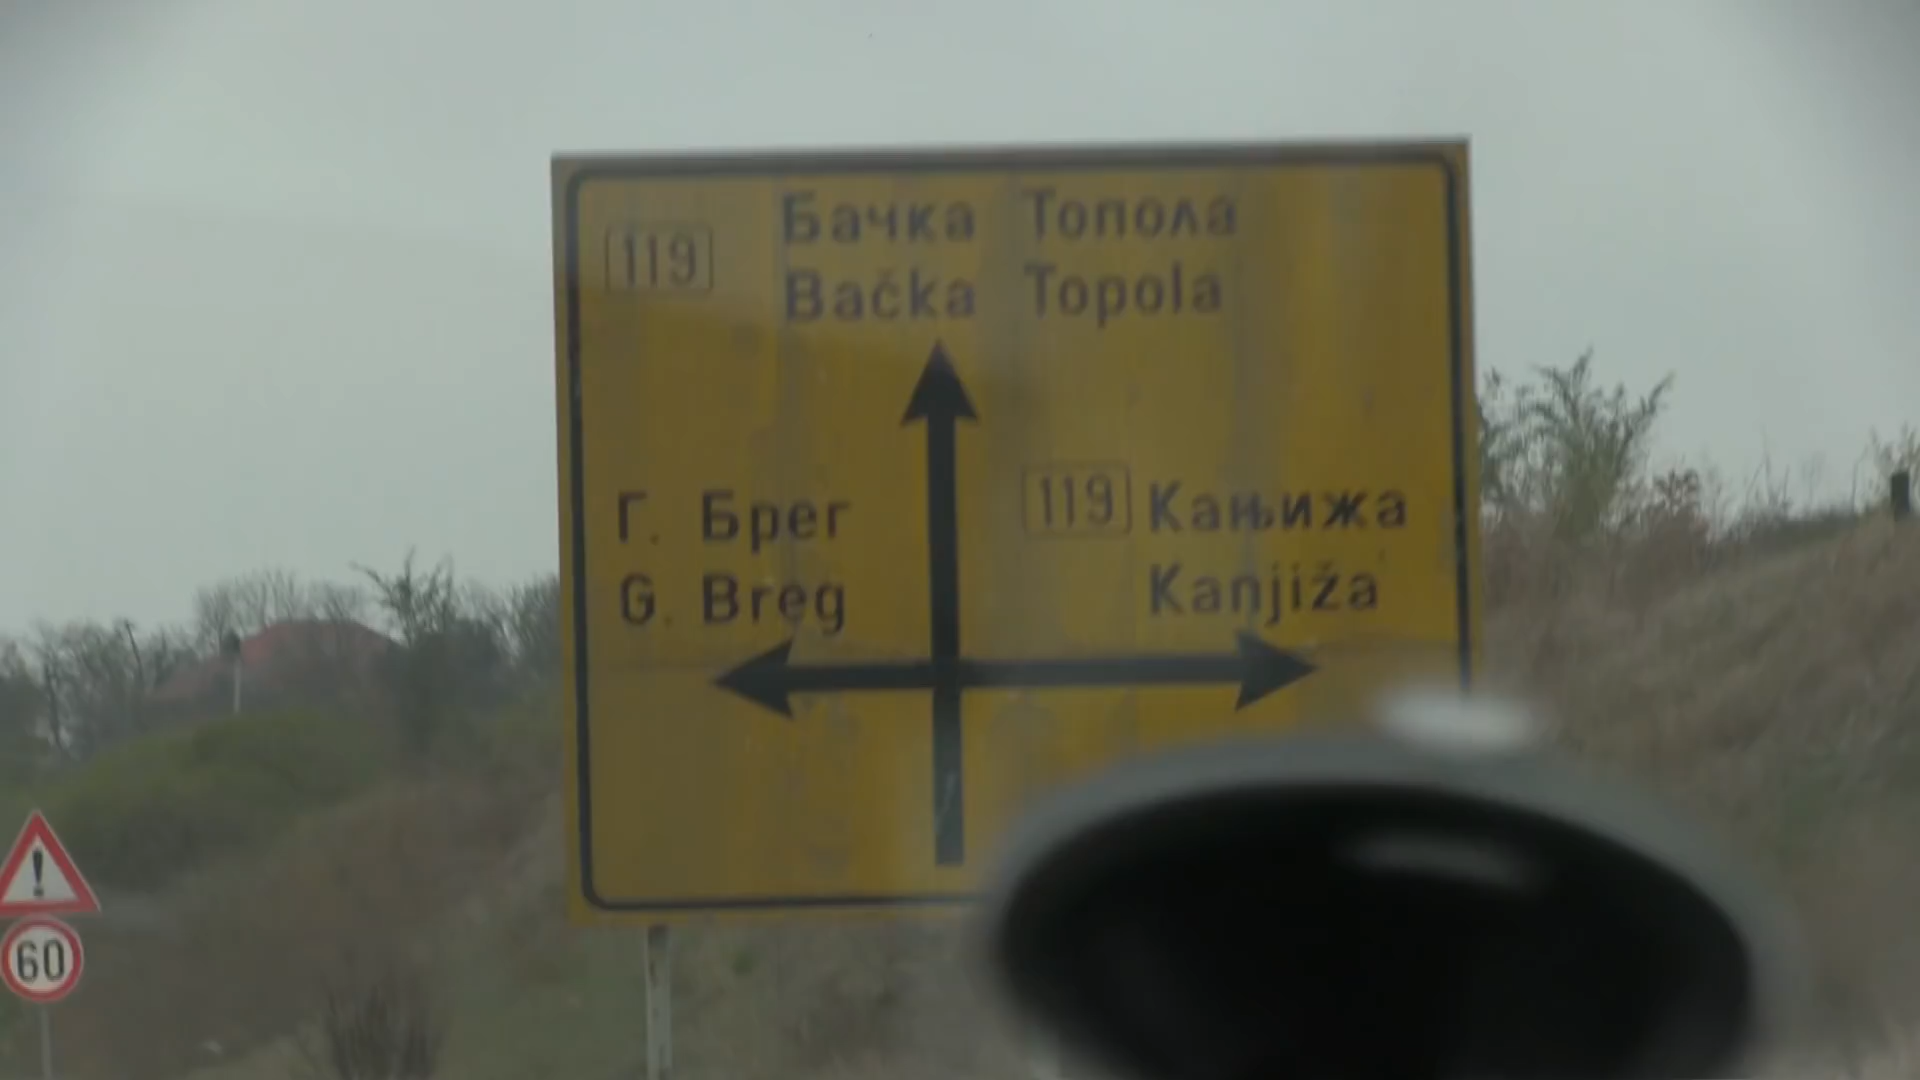 119
Бачка Топола
Bačka Topola
Г. Брег
G. Breg
119 Кањижа
Kanjiža
!
60